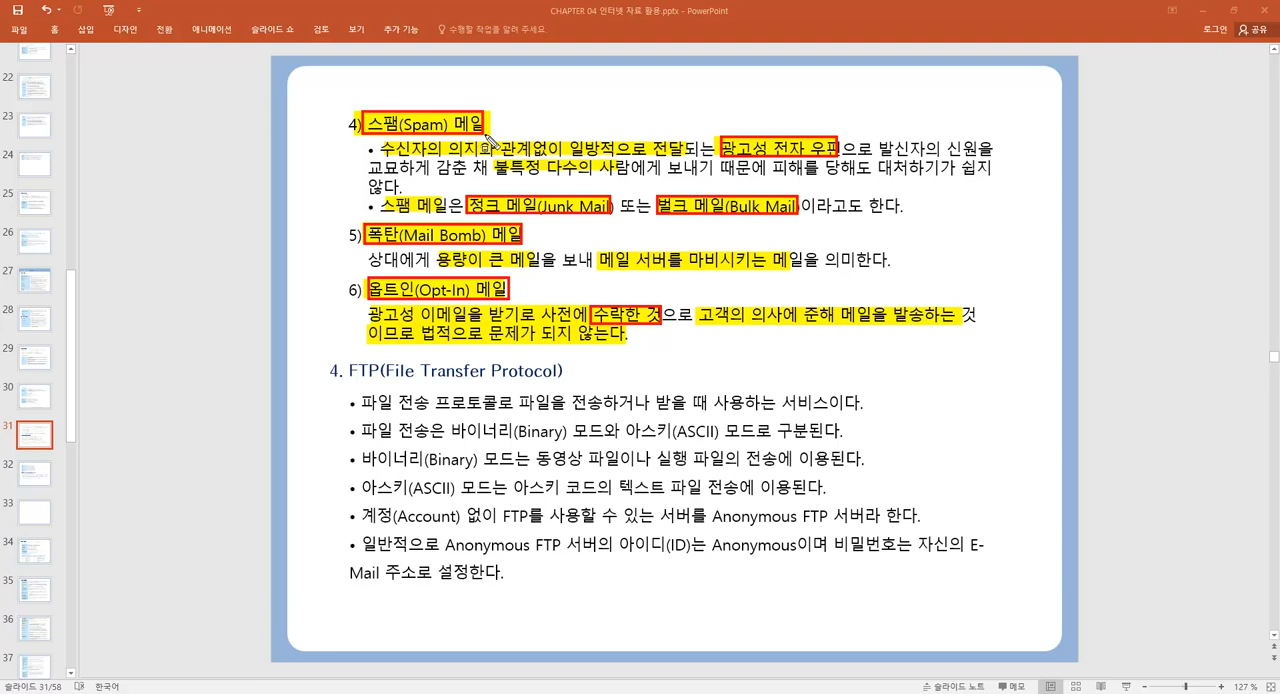 CHAPTER 04 인터넷 자료 활용.pptx - PowerPoint
파일 홈 삽입 디자인 전환 애니메이션 슬라이드 쇼 검토 보기 추가 기능 수행할 작업을 알려 주세요. 로그인 공유
22
23
24
25
26
27
28
29
30
31
32
33
34
35
36
37
4) 스팸(Spam) 메일
• 수신자의 의지와 관계없이 일방적으로 전달되는 광고성 전자 우편으로 발신자의 신원을
교묘하게 감춘 채 불특정 다수의 사람에게 보내기 때문에 피해를 당해도 대처하기가 쉽지
않다.
• 스팸 메일은 정크 메일(Junk Mail) 또는 벌크 메일(Bulk Mail)이라고도 한다.
5) 폭탄(Mail Bomb) 메일
상대에게 용량이 큰 메일을 보내 메일 서버를 마비시키는 메일을 의미한다.
6) 옵트인(Opt-In) 메일
광고성 이메일을 받기로 사전에 수락한 것으로 고객의 의사에 준해 메일을 발송하는 것
이므로 법적으로 문제가 되지 않는다.
4. FTP(File Transfer Protocol)
• 파일 전송 프로토콜로 파일을 전송하거나 받을 때 사용하는 서비스이다.
• 파일 전송은 바이너리(Binary) 모드와 아스키(ASCII) 모드로 구분된다.
• 바이너리(Binary) 모드는 동영상 파일이나 실행 파일의 전송에 이용된다.
• 아스키(ASCII) 모드는 아스키 코드의 텍스트 파일 전송에 이용된다.
• 계정(Account) 없이 FTP를 사용할 수 있는 서버를 Anonymous FTP 서버라 한다.
• 일반적으로 Anonymous FTP 서버의 아이디(ID)는 Anonymous이며 비밀번호는 자신의 E-
Mail 주소로 설정한다.
슬라이드 31/58 한국어 슬라이드 노트 메모 127 %